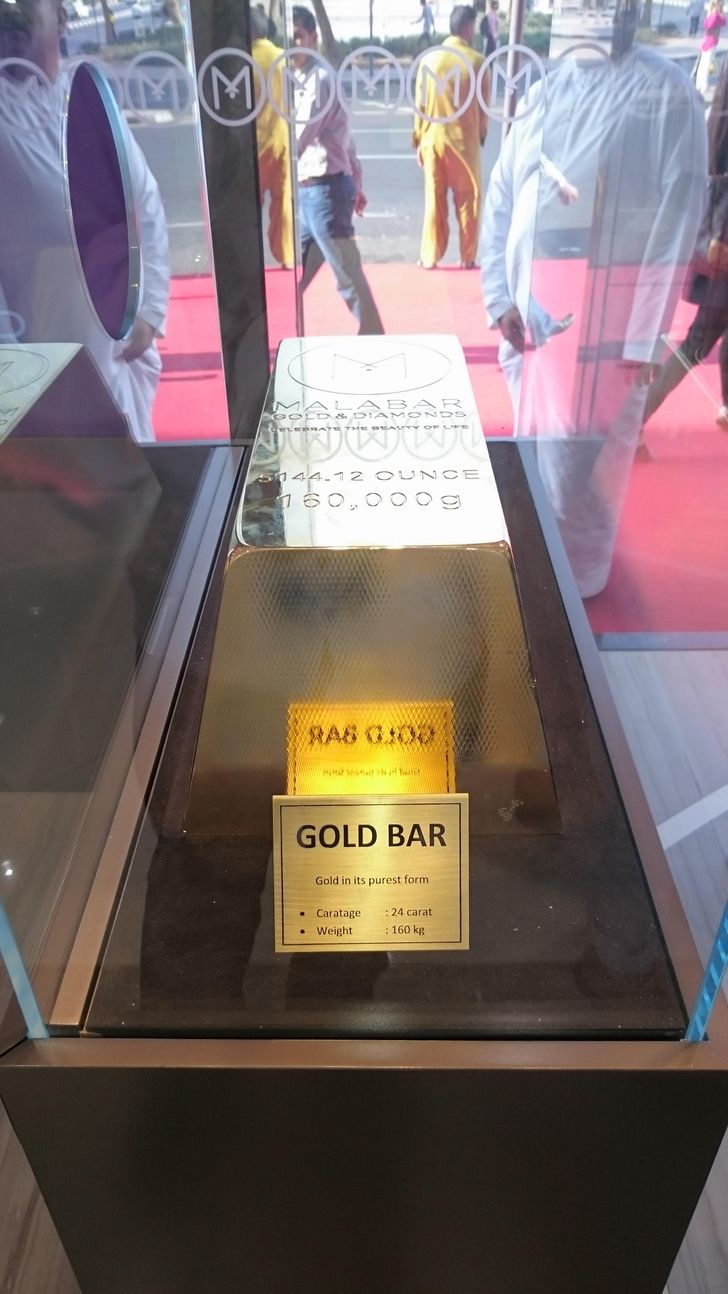 M M M M M M M
M
MALABAR
GOLD & DIAMONDS
CELEBRATE THE BEAUTY OF LIFE
5144.12 OUNCE
160,000g
GOLD BAR
GOLD BAR
Gold in its purest form
• Caratage : 24 carat
• Weight : 160 kg